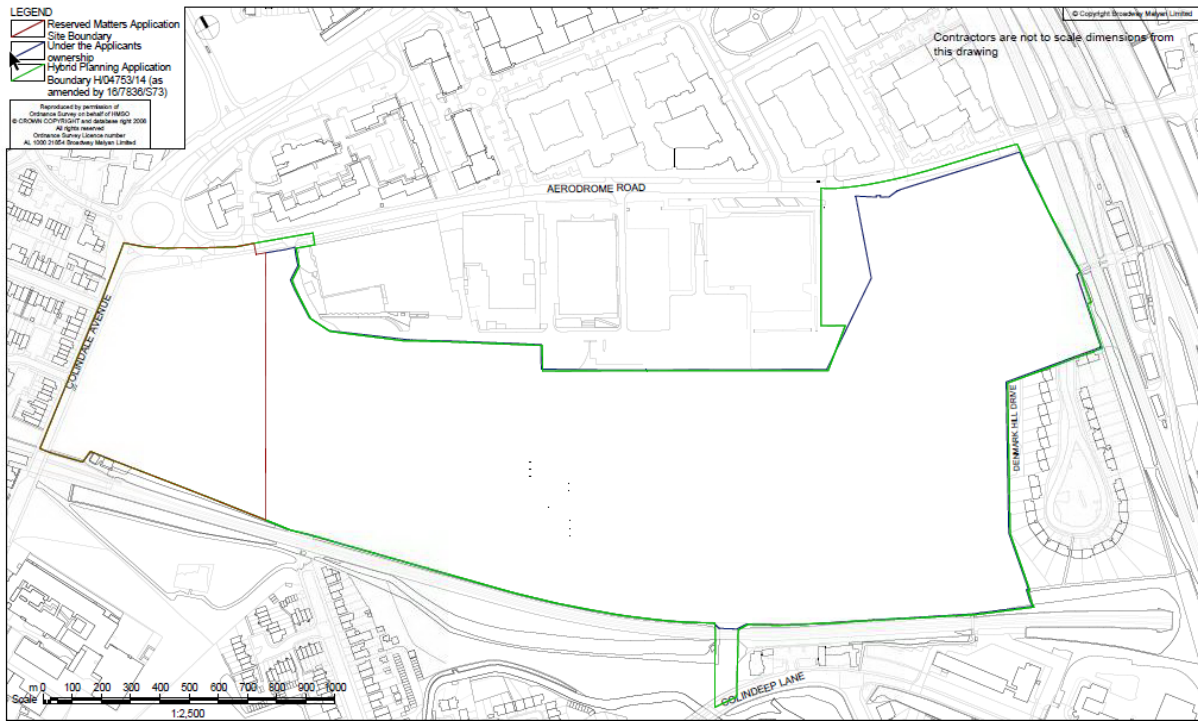 LEGEND
Reserved Matters Application
Site Boundary
Under the Applicants
ownership
Hybrid Planning Application
Boundary H/04753/14 (as
amended by 16/7836/S73)
Reproduced by permission of
Ordnance Survey on behalf of HMSO
© CROWN COPYRIGHT and database right 2008
All rights reserved
Ordnance Survey Licence number
AL 1000 21854 Broadway Malyan Limited
© Copyright Broadway Malyan Limited
Contractors are not to scale dimensions from
this drawing
AERODROME ROAD
COLINDALE AVENUE
DENMARK HILL DRIVE
COLINDEEP LANE
m 0 100 200 300 400 500 600 700 800 900 1000
Scale
1:2,500